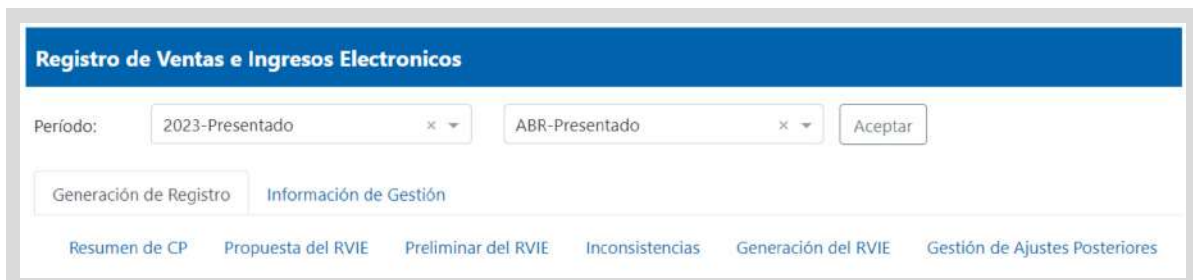 Registro de Ventas e Ingresos Electronicos
Período: 2023-Presentado × ABR-Presentado × Aceptar
Generación de Registro Información de Gestión
Resumen de CP Propuesta del RVIE Preliminar del RVIE Inconsistencias Generación del RVIE Gestión de Ajustes Posteriores